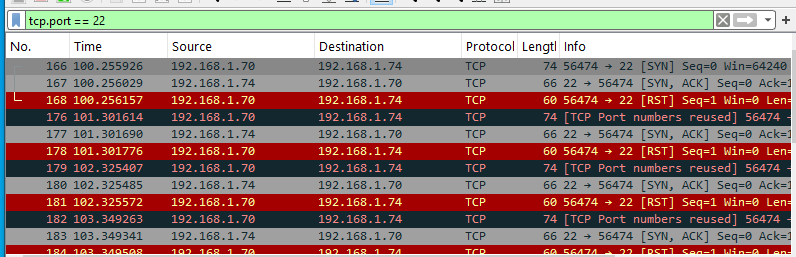 tcp.port == 22
No. Time Source Destination Protocol Lengtl Info
166 100.255926 192.168.1.70 192.168.1.74 TCP 74 56474 → 22 [SYN] Seq=0 Win=64240
167 100.256029 192.168.1.74 192.168.1.70 TCP 66 22 → 56474 [SYN, ACK] Seq=0 Ack=1
168 100.256157 192.168.1.70 192.168.1.74 TCP 60 56474 → 22 [RST] Seq=1 Win=0 Len=
176 101.301614 192.168.1.70 192.168.1.74 TCP 74 [TCP Port numbers reused] 56474 →
177 101.301690 192.168.1.74 192.168.1.70 TCP 66 22 → 56474 [SYN, ACK] Seq=0 Ack=1
178 101.301776 192.168.1.70 192.168.1.74 TCP 60 56474 → 22 [RST] Seq=1 Win=0 Len=
179 102.325407 192.168.1.70 192.168.1.74 TCP 74 [TCP Port numbers reused] 56474 →
180 102.325485 192.168.1.74 192.168.1.70 TCP 66 22 → 56474 [SYN, ACK] Seq=0 Ack=1
181 102.325572 192.168.1.70 192.168.1.74 TCP 60 56474 → 22 [RST] Seq=1 Win=0 Len=
182 103.349263 192.168.1.70 192.168.1.74 TCP 74 [TCP Port numbers reused] 56474 →
183 103.349341 192.168.1.74 192.168.1.70 TCP 66 22 → 56474 [SYN, ACK] Seq=0 Ack=1
184 103.349508 192.168.1.70 192.168.1.74 TCP 60 56474 → 22 [RST] Seq=1 Win=0 Len=